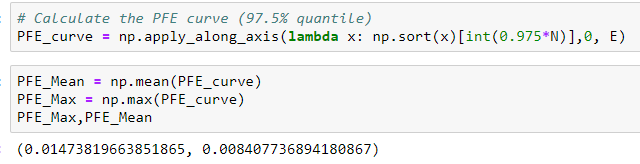 # Calculate the PFE curve (97.5% quantile)
PFE_curve = np.apply_along_axis(lambda x: np.sort(x)[int(0.975*N)],0, E)
PFE_Mean = np.mean(PFE_curve)
PFE_Max = np.max(PFE_curve)
PFE_Max,PFE_Mean
(0.01473819663851865, 0.008407736894180867)